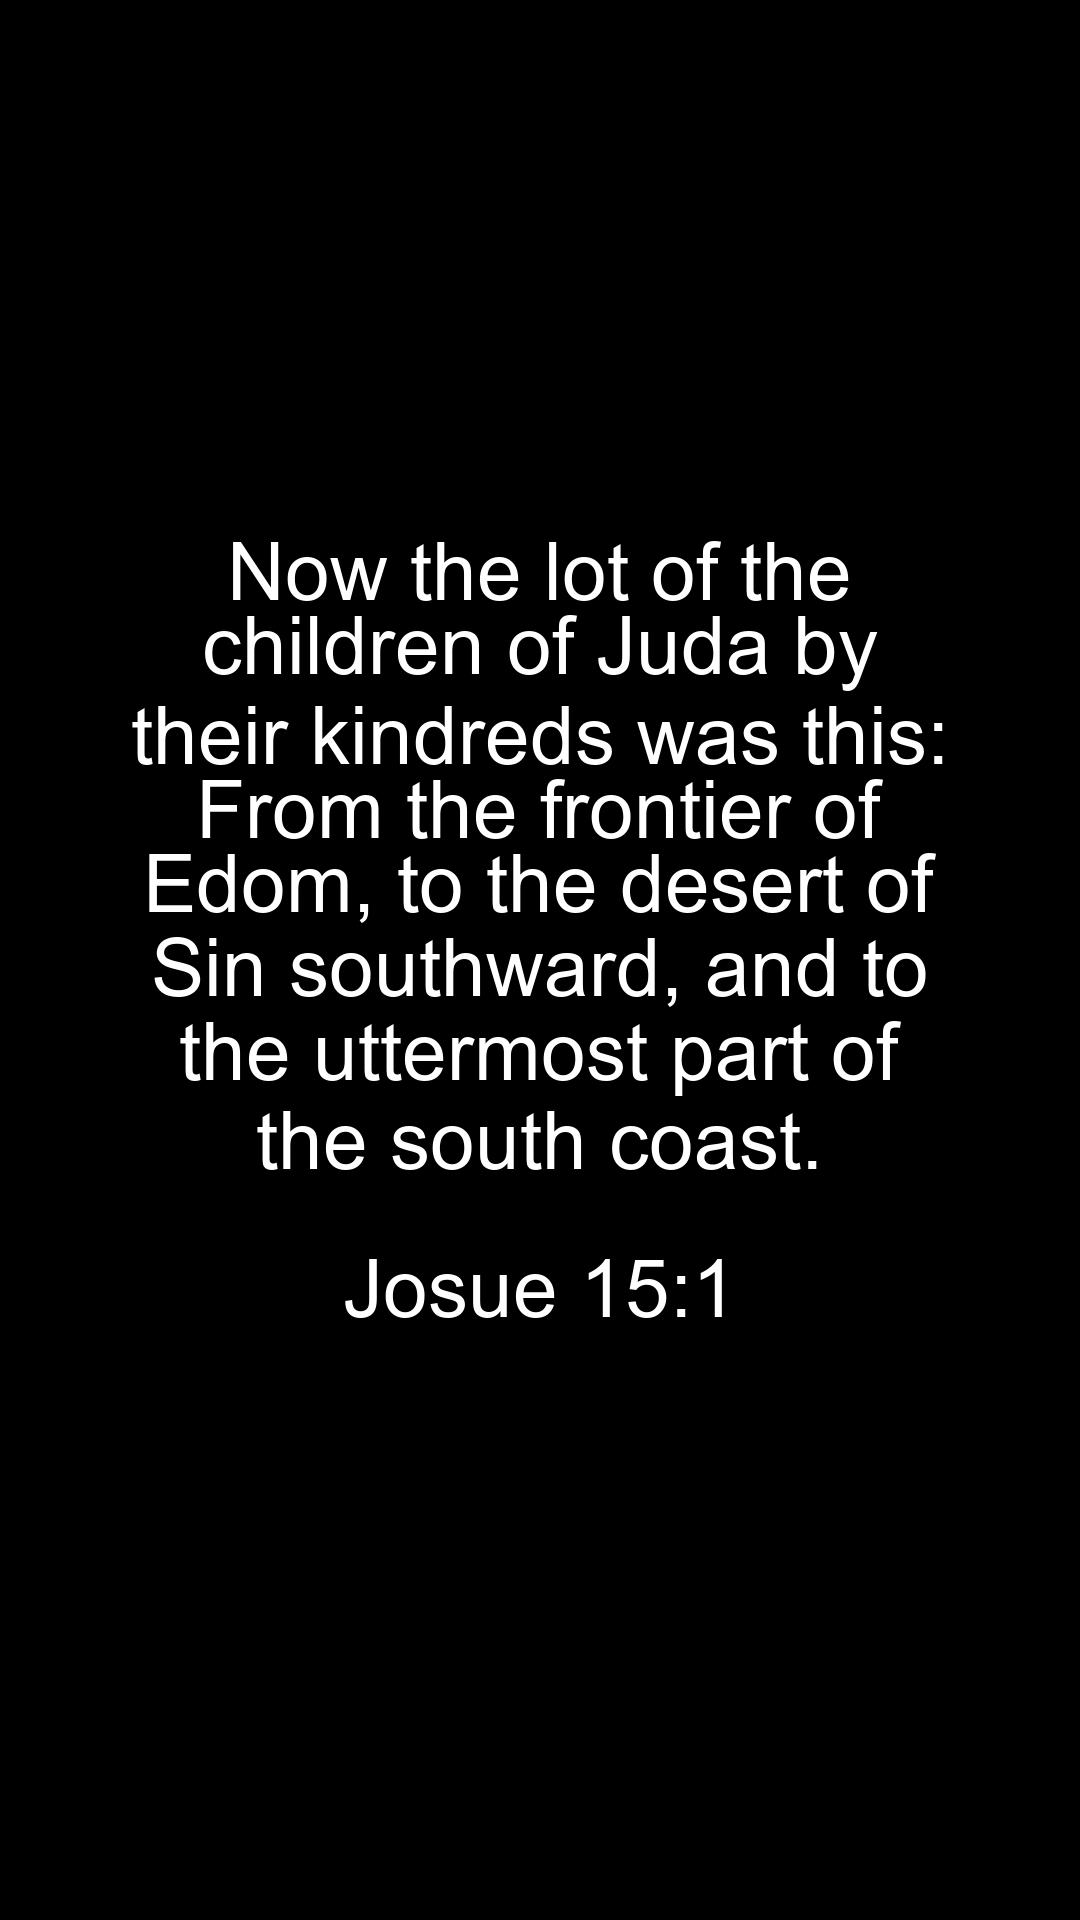 Now the lot of the
children of Juda by
their kindreds was this:
From the frontier of
Edom, to the desert of
Sin southward, and to
the uttermost part of
the south coast.
Josue 15:1